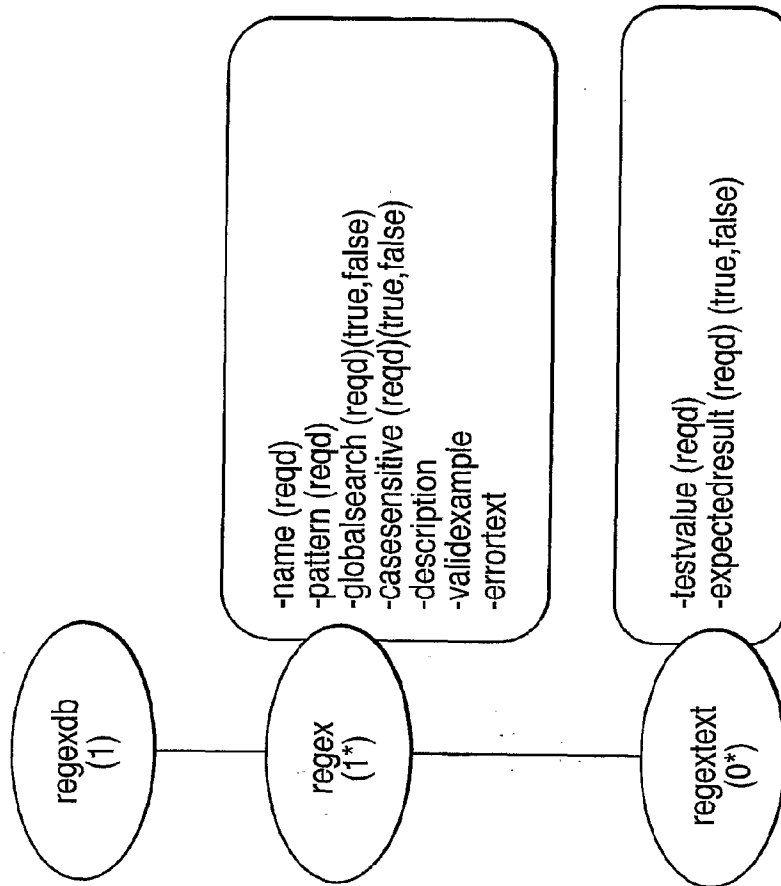 regexdb
(1)
regex
(1*)
-name (reqd)
-pattern (reqd)
-globalsearch (reqd)(true,false)
-casesensitive (reqd)(true,false)
-description
-validexample
-errortext
regextext
(0*)
-testvalue (reqd)
-expectedresult (reqd) (true,false)